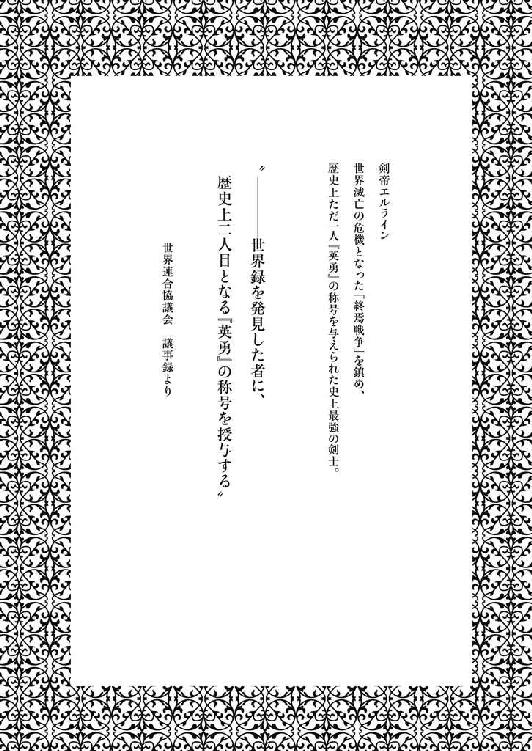 剣帝エルライン
世界滅亡の危機となった『終焉戦争』を鎮め、
歴史上ただ一人『英勇』の称号を与えられた史上最強の剣士。
〝――――世界録を発見した者に、
歴史上二人目となる『英勇』の称号を授与する〟
世界連合協議会　議事録より